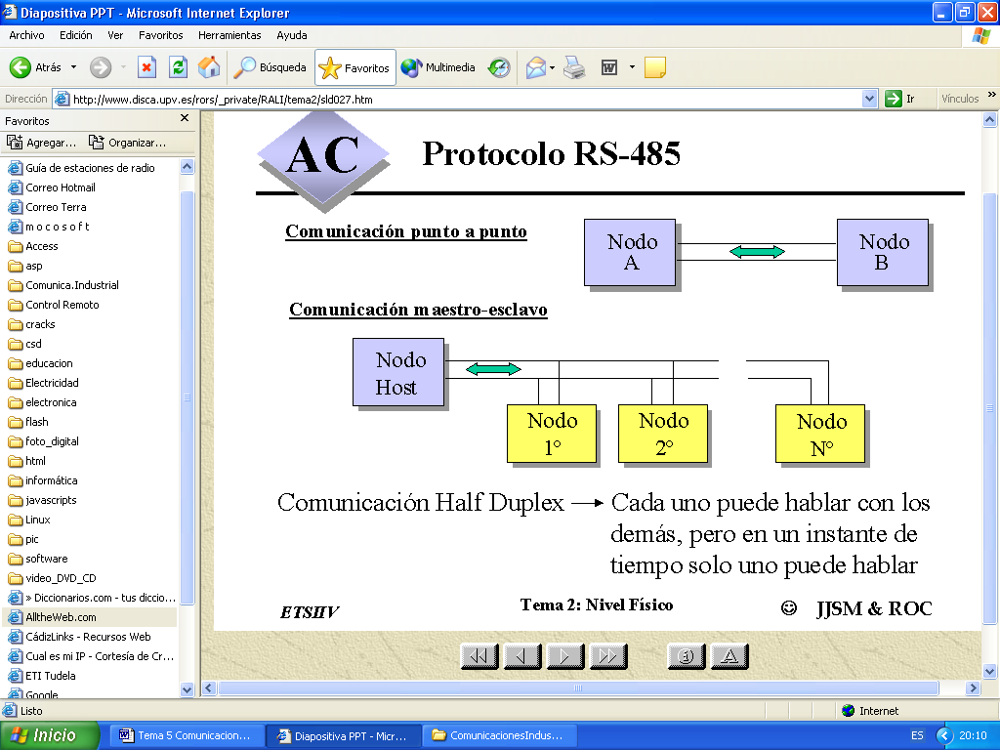 Diapositiva PPT - Microsoft Internet Explorer
Archivo Edición Ver Favoritos Herramientas Ayuda
Atrás Búsqueda Favoritos Multimedia
Dirección http://www.disca.upv.es/rors/_private/RALI/tema2/sld027.htm Ir Vínculos »
Favoritos
Agregar... Organizar...
Guía de estaciones de radio
Correo Hotmail
Correo Terra
m o c o s o f t
Access
asp
Comunica.Industrial
Control Remoto
cracks
csd
educacion
Electricidad
electronica
flash
foto_digital
html
informática
javascripts
Linux
pic
software
video_DVD_CD
» Diccionarios.com - tus diccio...
AlltheWeb.com
CádizLinks - Recursos Web
Cual es mi IP - Cortesía de Cr...
ETI Tudela
Google
AC
Protocolo RS-485
Comunicación punto a punto
Nodo
A
Nodo
B
Comunicación maestro-esclavo
Nodo
Host
Nodo
1º
Nodo
2º
Nodo
Nº
Comunicación Half Duplex
Cada uno puede hablar con los
demás, pero en un instante de
tiempo solo uno puede hablar
ETSIIV
Tema 2: Nivel Físico
☺ JJSM & ROC
Listo
Internet
Inicio
Tema 5 Comunicacion...
Diapositiva PPT - Micr...
ComunicacionesIndus...
ES
20:10